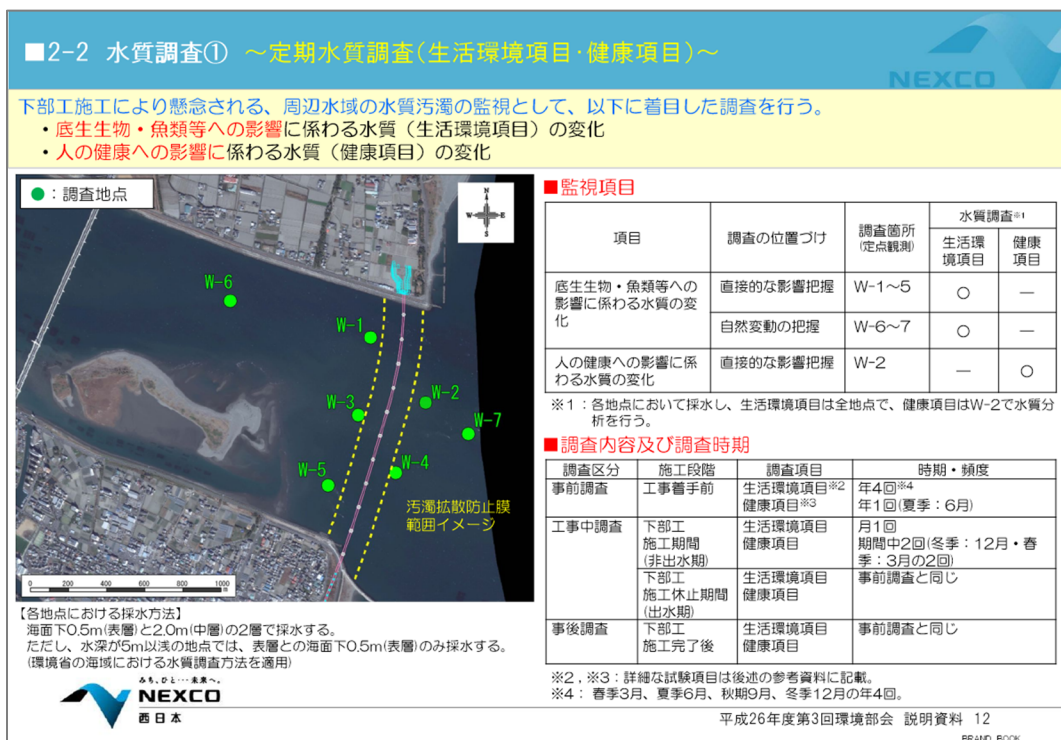 ■2-2 水質調査① ～定期水質調査(生活環境項目･健康項目)～
NEXCO
下部工施工により懸念される、周辺水域の水質汚濁の監視として、以下に着目した調査を行う。
・底生生物・魚類等への影響に係わる水質（生活環境項目）の変化
・人の健康への影響に係わる水質（健康項目）の変化
●：調査地点
N
W E
S
W-6
W-1
W-2
W-3
W-7
W-4
W-5
汚濁拡散防止膜
範囲イメージ
0 200 400 600 800 1000
m
【各地点における採水方法】
海面下0.5m(表層)と2.0m(中層)の2層で採水する。
ただし、水深が5m以浅の地点では、表層との海面下0.5m(表層)のみ採水する。
(環境省の海域における水質調査方法を適用)
■監視項目
項目 調査の位置づけ 調査箇所 水質調査※1
(定点観測) 生活環 健康
境項目 項目
底生生物・魚類等への 直接的な影響把握 W-1～5 ○ ―
影響に係わる水質の変
化 自然変動の把握 W-6～7 ○ ―
人の健康への影響に係 直接的な影響把握 W-2 ― ○
わる水質の変化
※1：各地点において採水し、生活環境項目は全地点で、健康項目はW-2で水質分
析を行う。
■調査内容及び調査時期
調査区分 施工段階 調査項目 時期・頻度
事前調査 工事着手前 生活環境項目※2 年4回※4
健康項目※3 年1回(夏季：6月)
工事中調査 下部工 生活環境項目 月1回
施工期間 健康項目 期間中2回(冬季：12月・春
(非出水期) 季：3月の2回)
下部工 生活環境項目 事前調査と同じ
施工休止期間 健康項目
(出水期)
事後調査 下部工 生活環境項目 事前調査と同じ
施工完了後 健康項目
※2，※3：詳細な試験項目は後述の参考資料に記載。
※4： 春季3月、夏季6月、秋期9月、冬季12月の年4回。
みち、ひと…未来へ。
NEXCO
西日本
平成26年度第3回環境部会 説明資料 12
BRAND BOOK